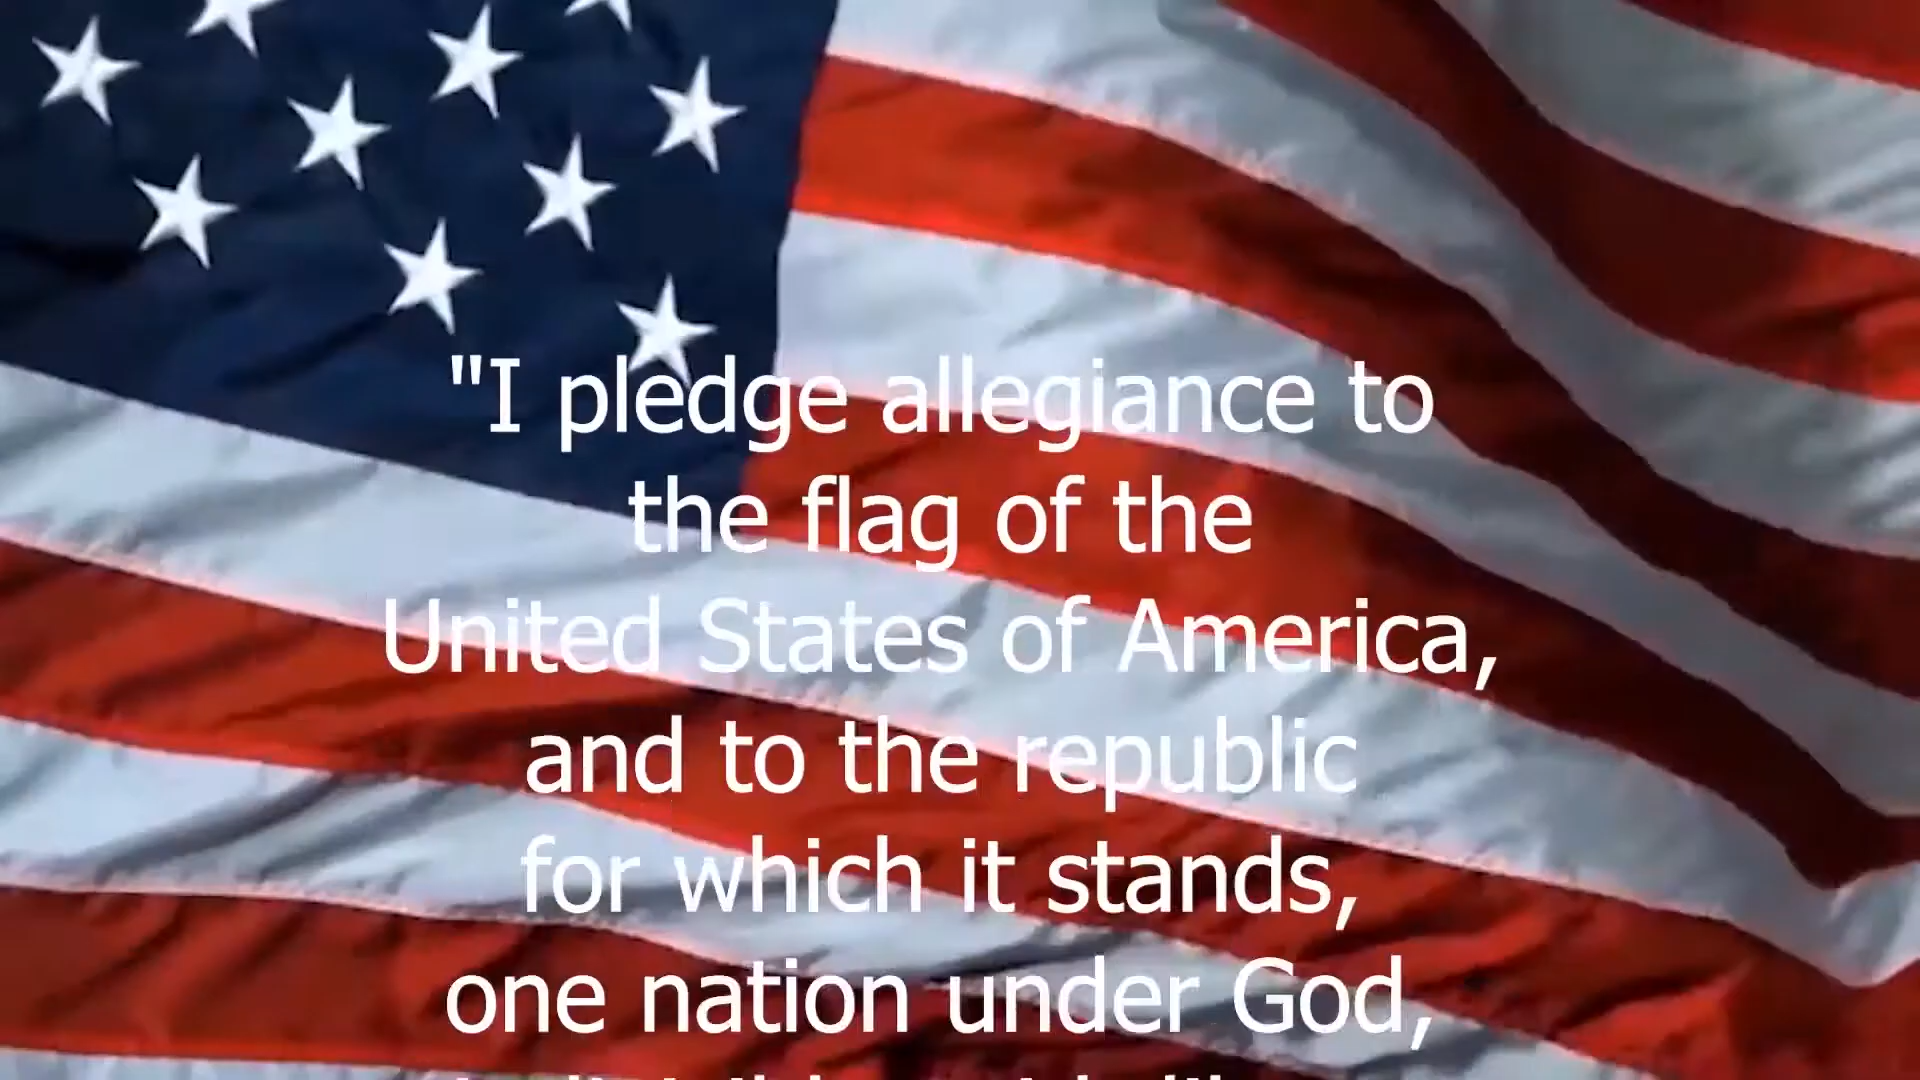 "I pledge allegiance to
the flag of the
United States of America,
and to the republic
for which it stands,
one nation under God,